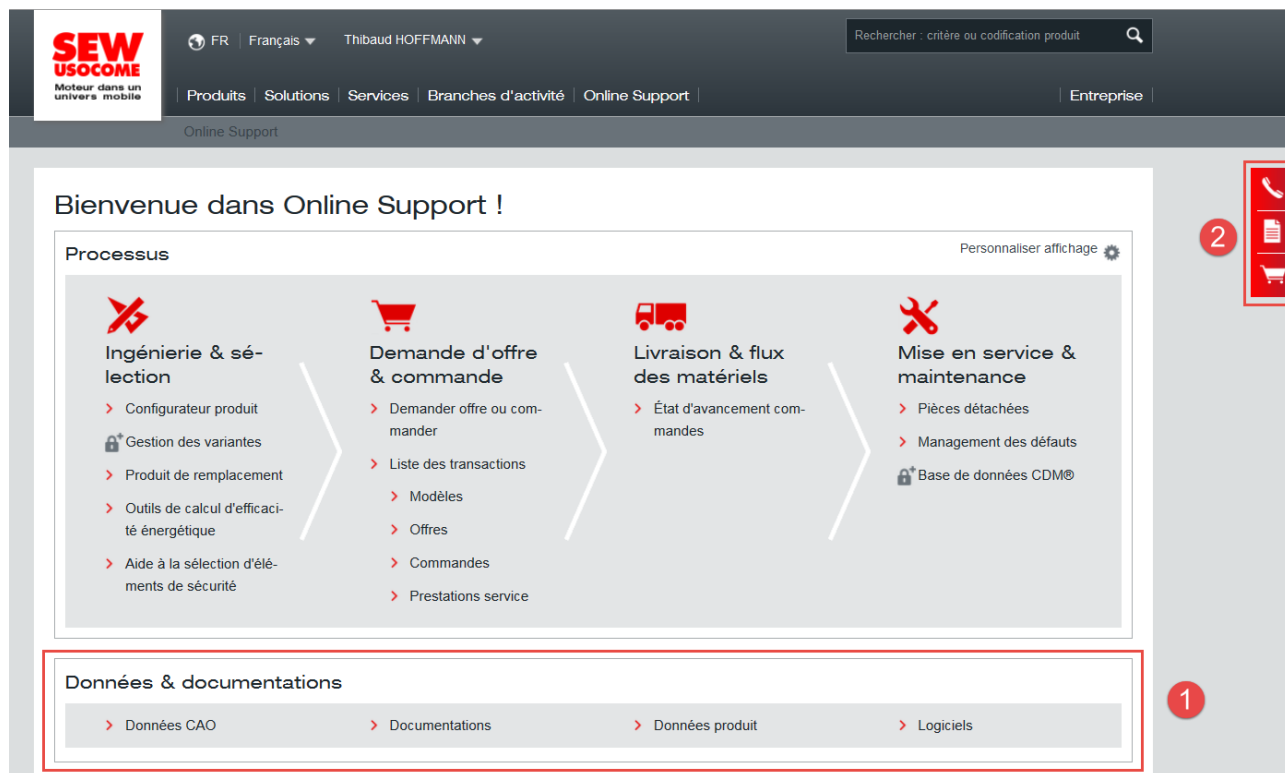 SEW
USOCOME
Moteur dans un
univers mobile
FR | Français
Thibaud HOFFMANN
Rechercher : critère ou codification produit
Produits | Solutions | Services | Branches d'activité | Online Support
Entreprise
Online Support
Bienvenue dans Online Support !
Processus
Personnaliser affichage
Ingénierie & sé-
lection
Configurateur produit
Gestion des variantes
Produit de remplacement
Outils de calcul d'efficaci-
té énergétique
Aide à la sélection d'élé-
ments de sécurité
Demande d'offre
& commande
Demander offre ou com-
mander
Liste des transactions
Modèles
Offres
Commandes
Prestations service
Livraison & flux
des matériels
État d'avancement com-
mandes
Mise en service &
maintenance
Pièces détachées
Management des défauts
Base de données CDM®
2
Données & documentations
Données CAO
Documentations
Données produit
Logiciels
1